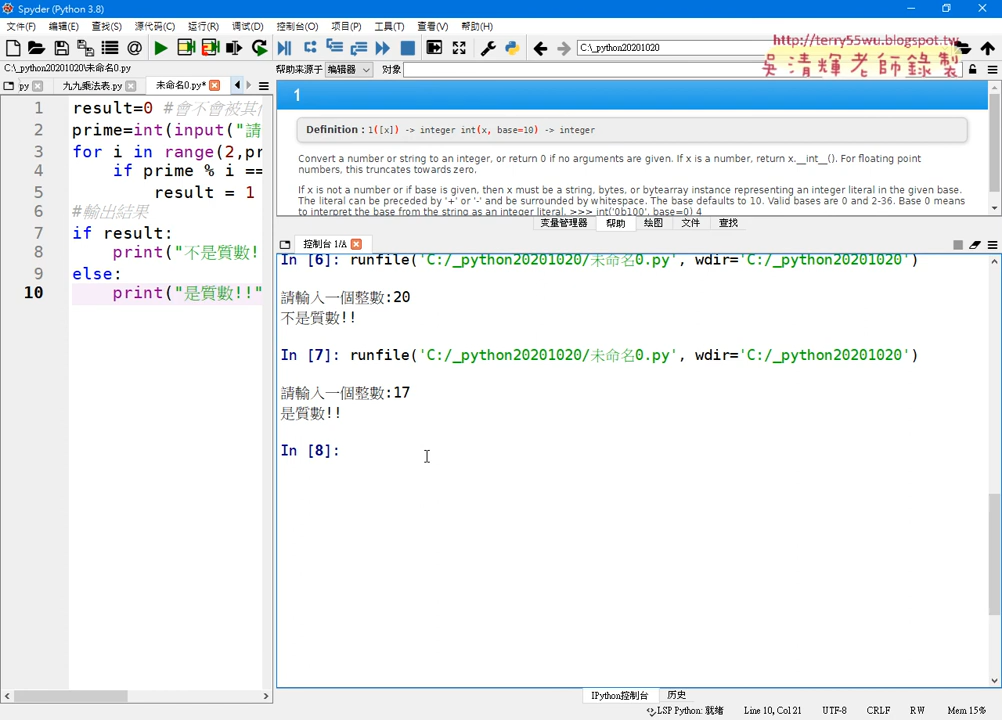 Spyder (Python 3.8)
文件(F) 编辑(E) 查找(S) 源代码(C) 运行(R) 调试(D) 控制台(O) 项目(P) 工具(T) 查看(V) 帮助(H)
C:\_python20201020
http://terry55wu.blogspot.tw
吳清輝老師錄製
C:\_python20201020\未命名0.py
帮助来源于 编辑器 对象
py 九九乘法表.py 未命名0.py*
1 result=0 #會不會被其
2 prime=int(input("請
3 for i in range(2,pr
4 if prime % i ==
5 result = 1
6 #輸出結果
7 if result:
8 print("不是質數!
9 else:
10 print("是質數!!"
1
Definition : 1([x]) -> integer int(x, base=10) -> integer
Convert a number or string to an integer, or return 0 if no arguments are given. If x is a number, return x.__int__(). For floating point
numbers, this truncates towards zero.
If x is not a number or if base is given, then x must be a string, bytes, or bytearray instance representing an integer literal in the given base.
The literal can be preceded by '+' or '-' and be surrounded by whitespace. The base defaults to 10. Valid bases are 0 and 2-36. Base 0 means
to interpret the base from the string as an integer literal. >>> int('0b100', base=0) 4
变量管理器 帮助 绘图 文件 查找
控制台 1/A
In [6]: runfile('C:/_python20201020/未命名0.py', wdir='C:/_python20201020')
請輸入一個整數:20
不是質數!!
In [7]: runfile('C:/_python20201020/未命名0.py', wdir='C:/_python20201020')
請輸入一個整數:17
是質數!!
In [8]:
IPython控制台 历史
LSP Python: 就绪 Line 10, Col 21 UTF-8 CRLF RW Mem 15%